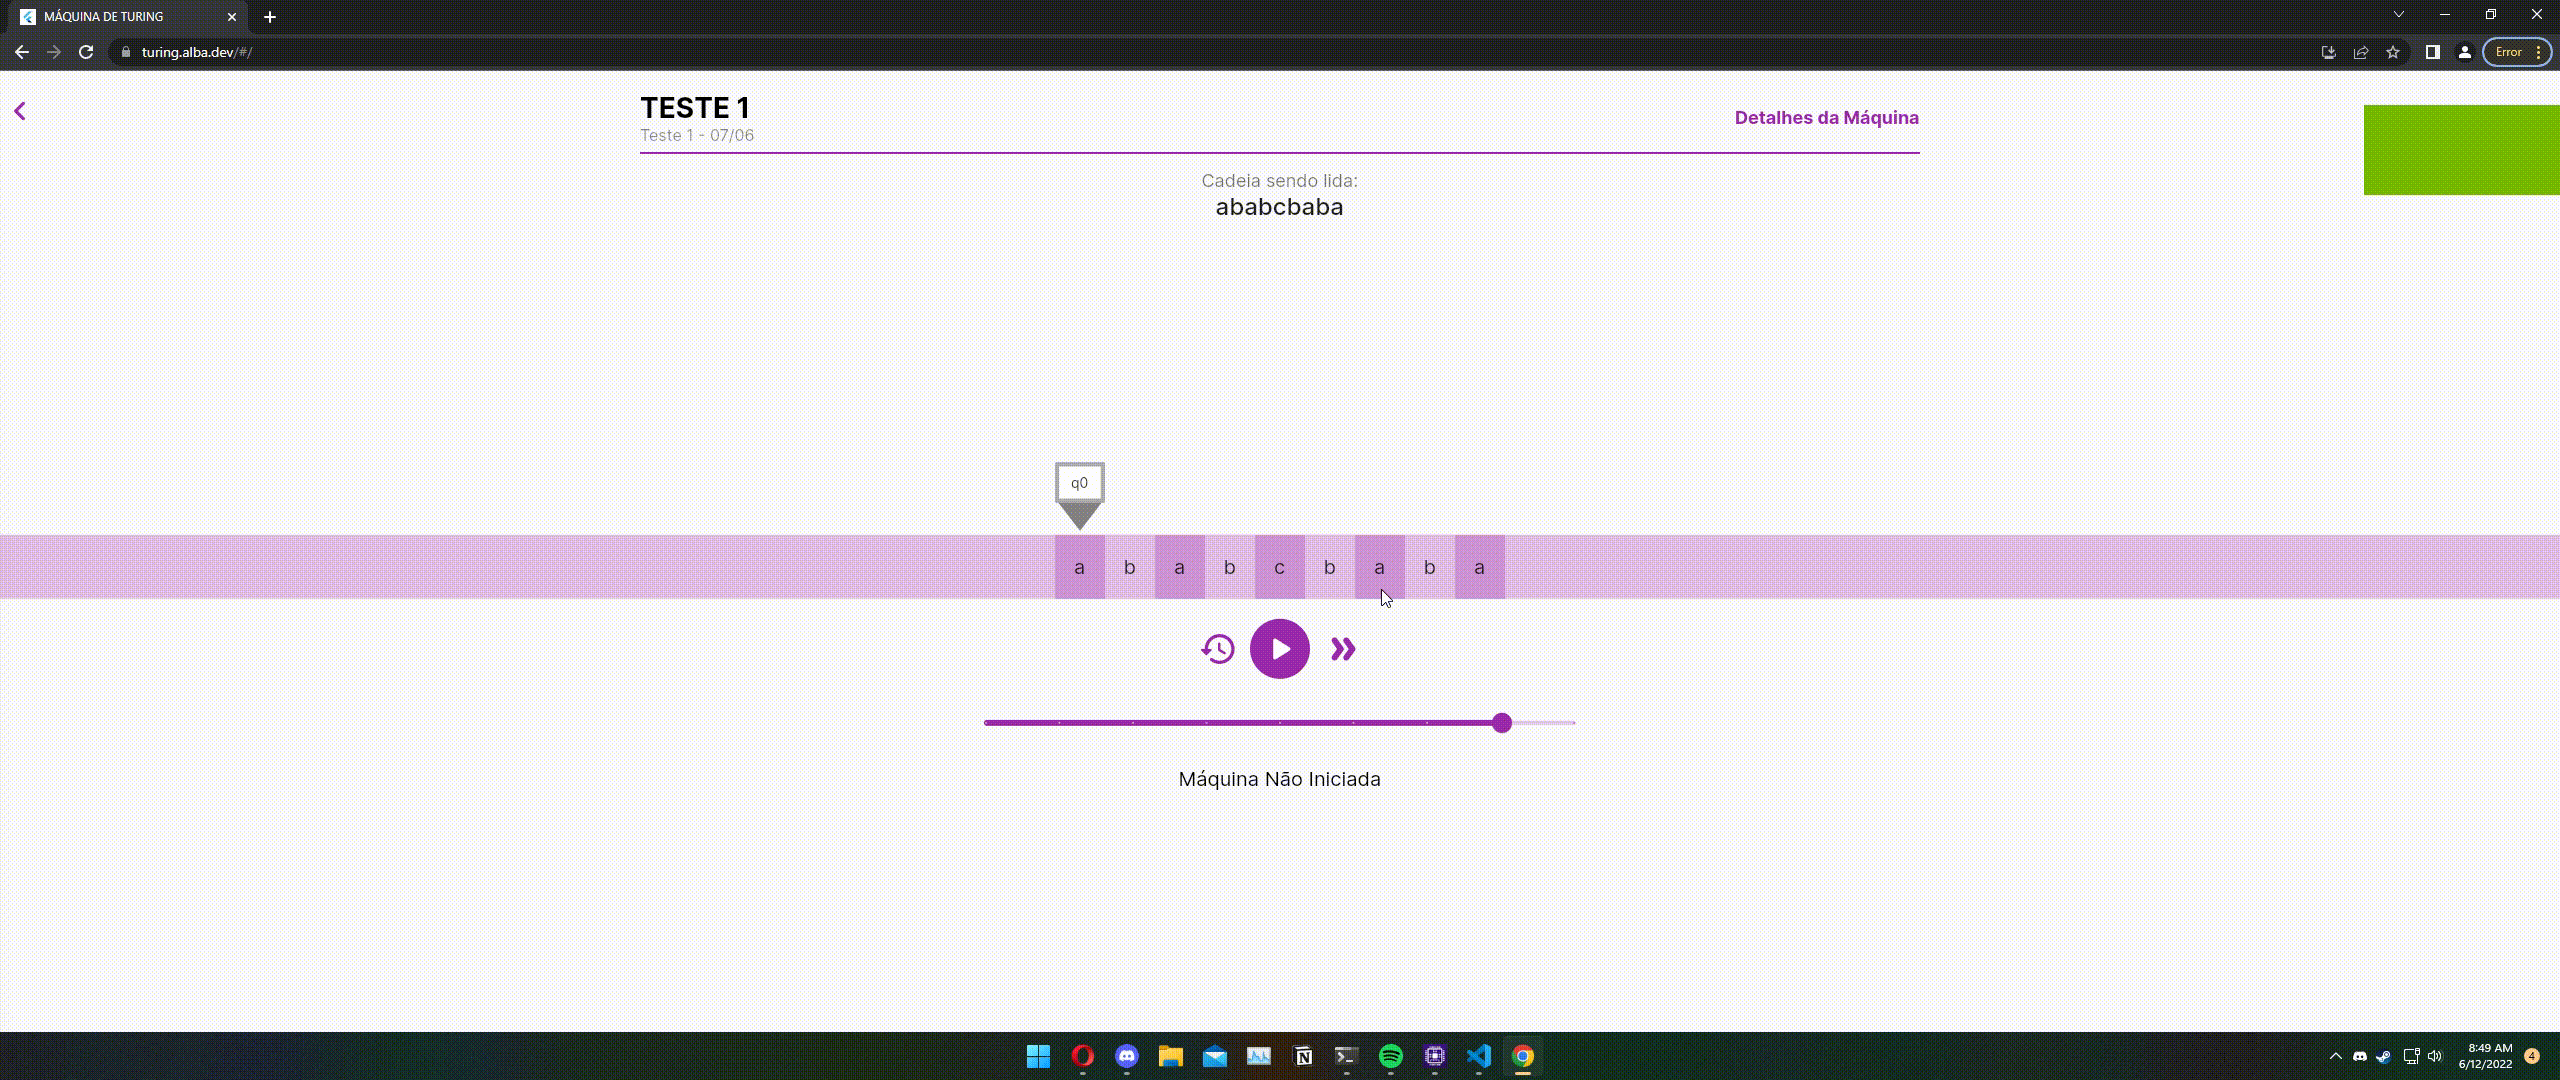 MÁQUINA DE TURING
turing.alba.dev/#/
Error
TESTE 1
Teste 1 - 07/06
Detalhes da Máquina
Cadeia sendo lida:
ababcbaba
q0
a b a b c b a b a
Máquina Não Iniciada
8:49 AM
6/12/2022
4